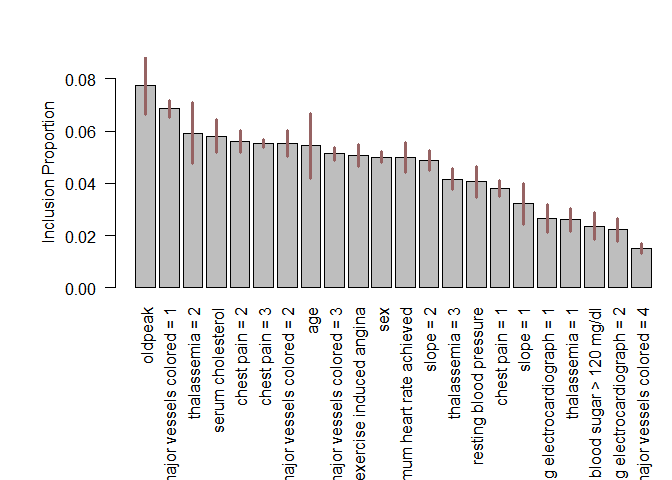 Inclusion Proportion
0.08
0.06
0.04
0.02
0.00
oldpeak
major vessels colored = 1
thalassemia = 2
serum cholesterol
chest pain = 2
chest pain = 3
major vessels colored = 2
age
major vessels colored = 3
exercise induced angina
sex
mum heart rate achieved
slope = 2
thalassemia = 3
resting blood pressure
chest pain = 1
slope = 1
g electrocardiograph = 1
thalassemia = 1
blood sugar > 120 mg/dl
g electrocardiograph = 2
major vessels colored = 4